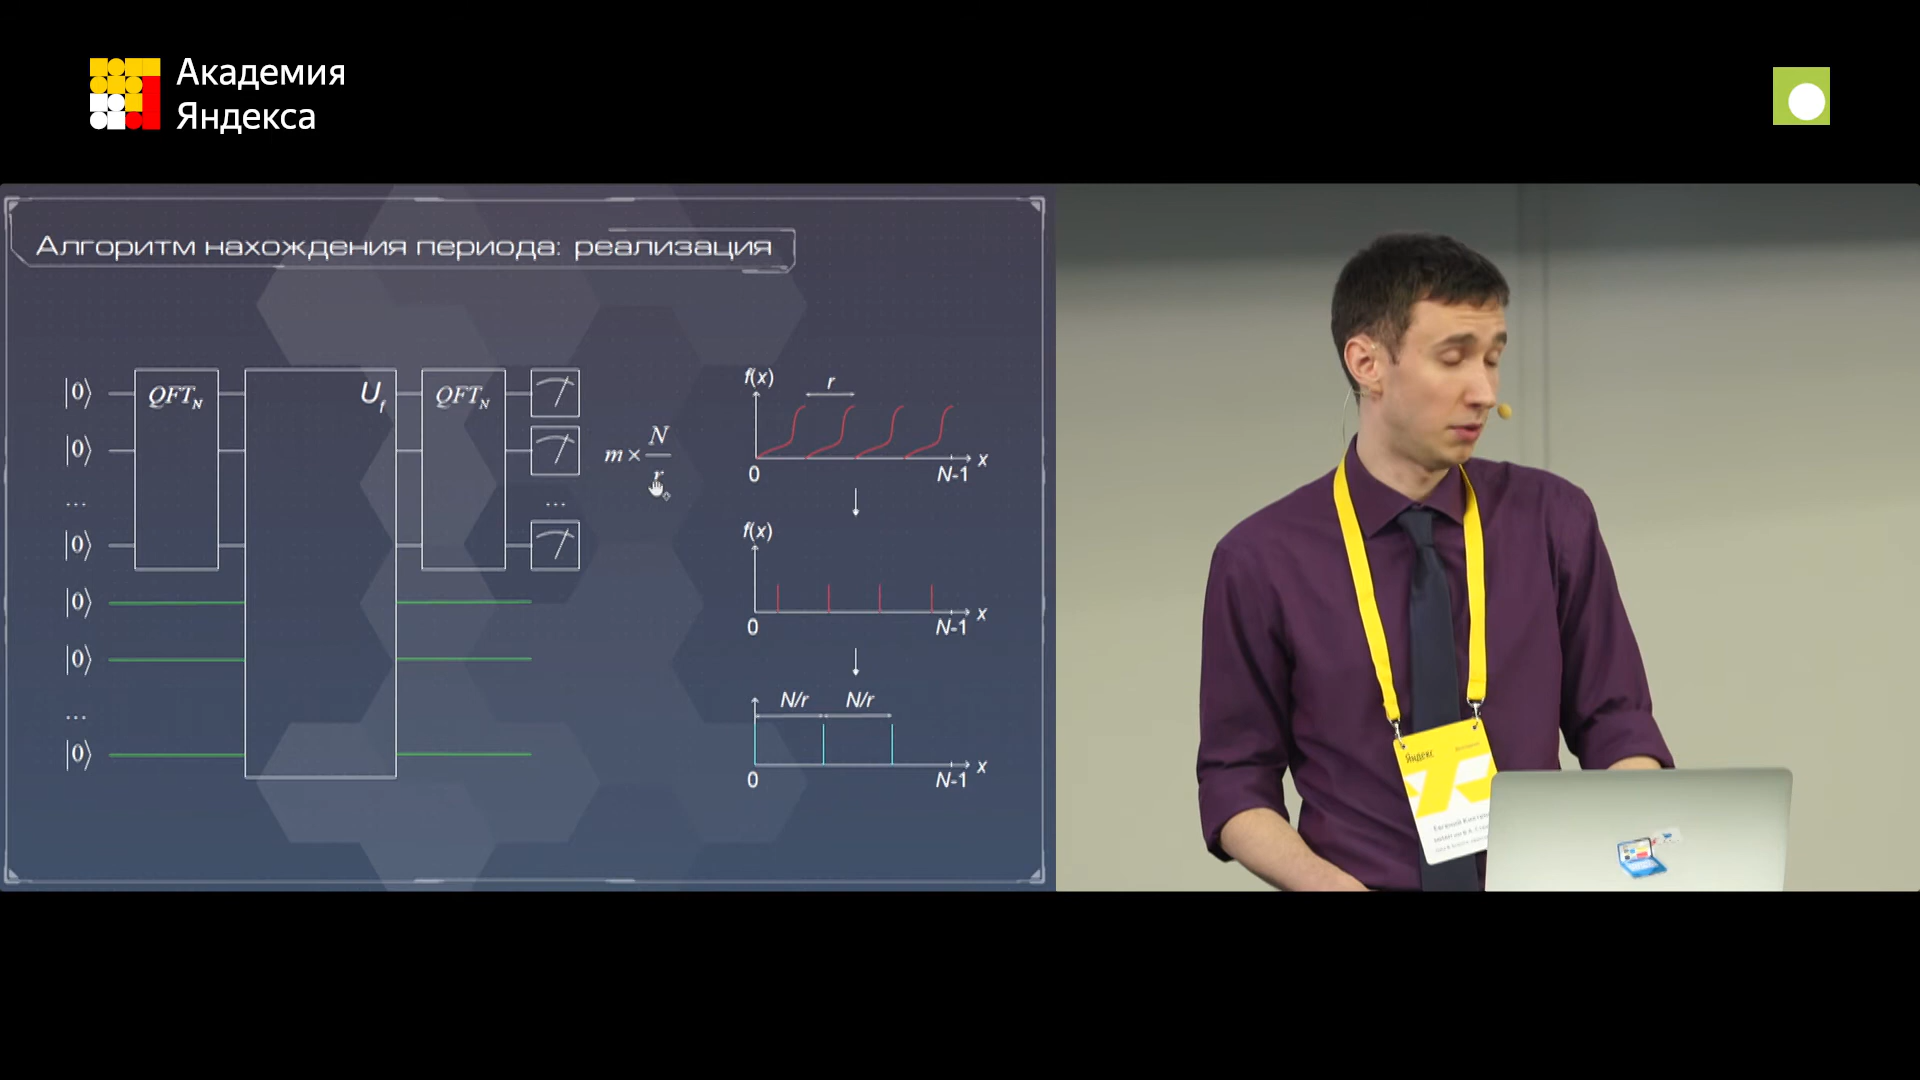 Академия
Яндекса
Алгоритм нахождения периода: реализация
|0⟩ QFT_N U_f QFT_N
|0⟩
...
...
|0⟩
|0⟩
|0⟩
...
|0⟩
m × N/r
f(x) r
0 N-1 x
f(x)
0 N-1 x
N/r N/r
0 N-1 x
Яндекс
Евгений